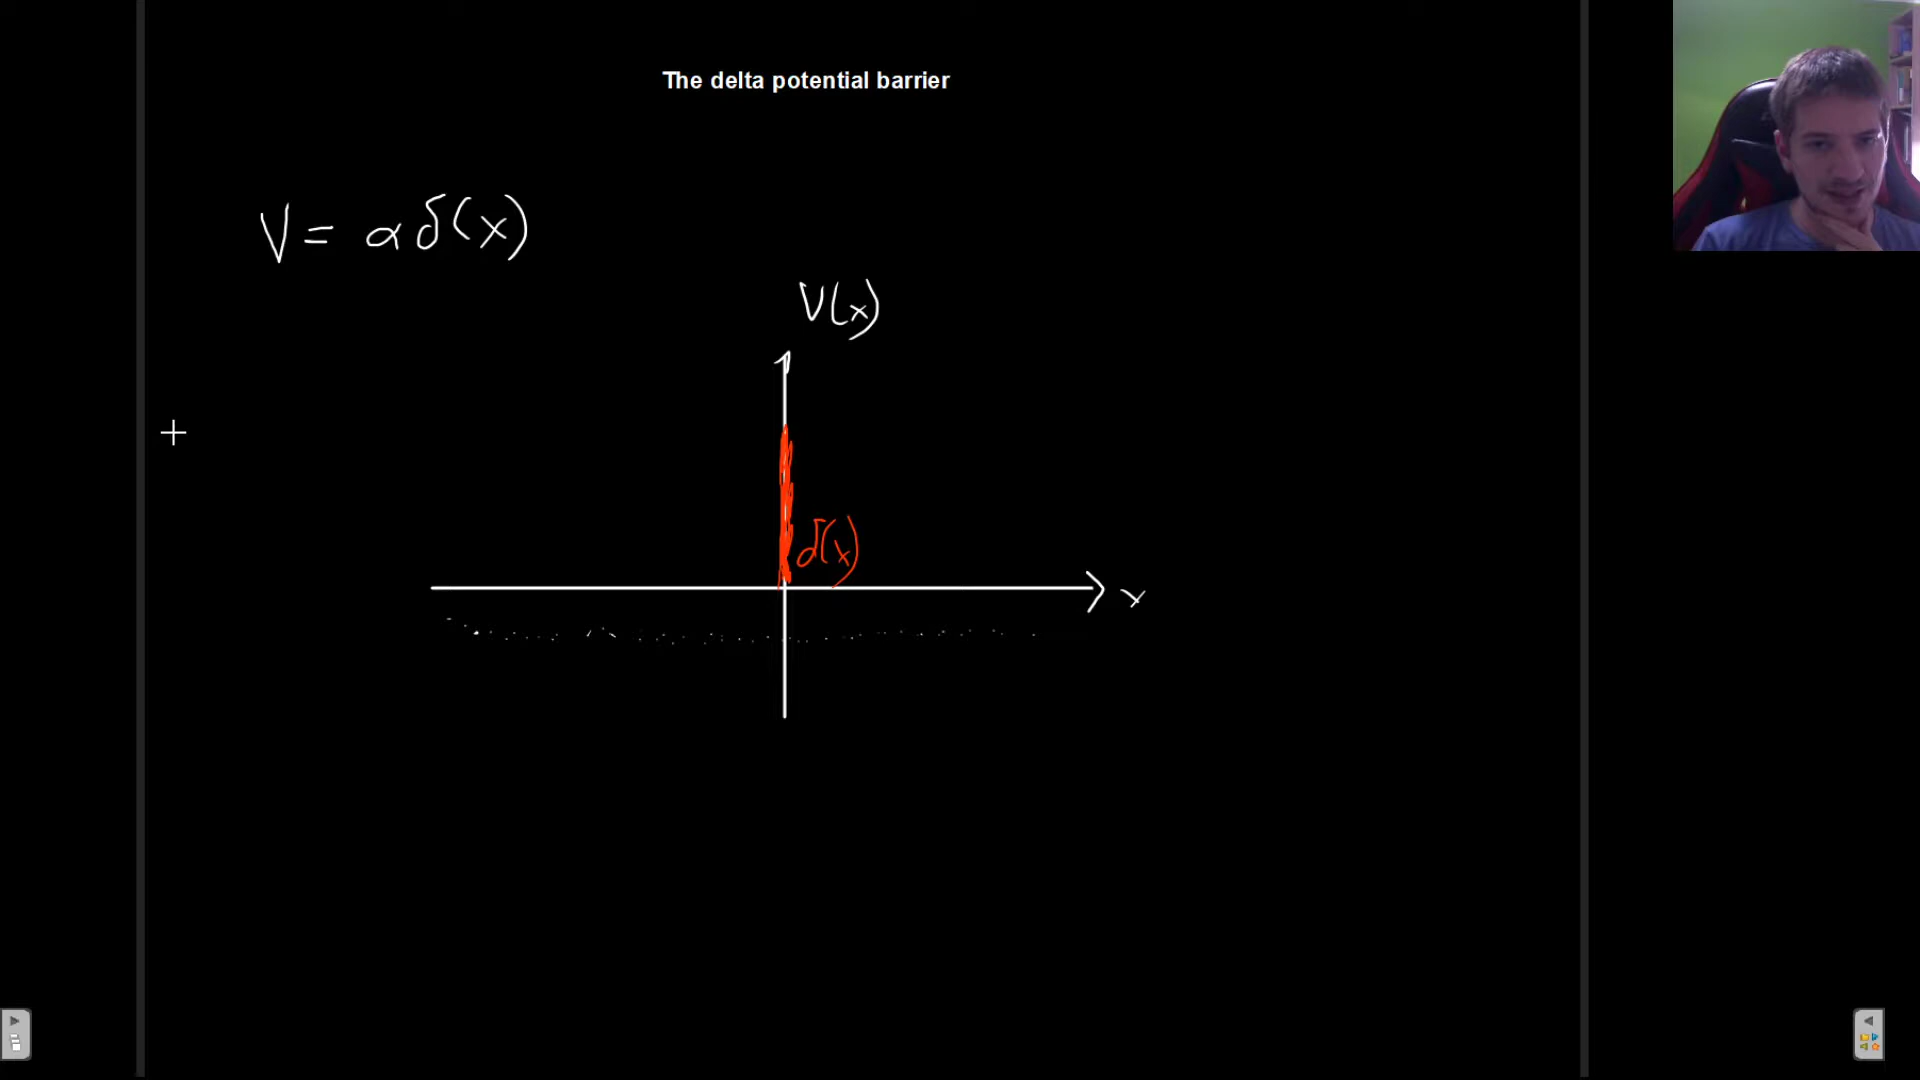 The delta potential barrier
V = αδ(x)
V(x)
δ(x)
x